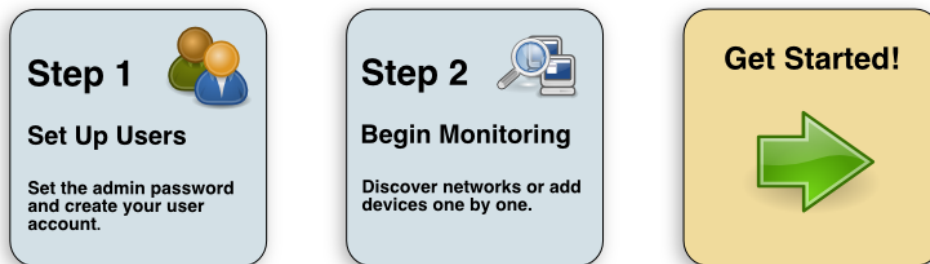 Step 1
Set Up Users
Set the admin password
and create your user
account.
Step 2
Begin Monitoring
Discover networks or add
devices one by one.
Get Started!